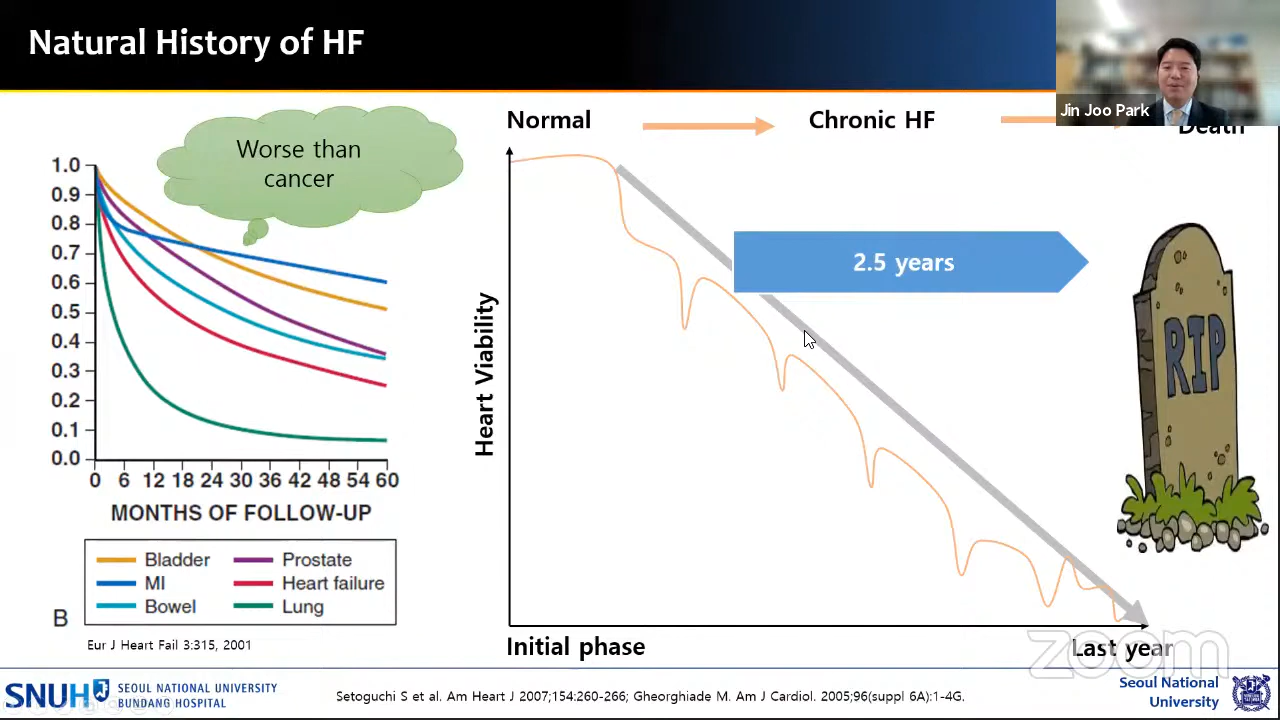 Natural History of HF
Jin Joo Park
Normal
Chronic HF
Death
Worse than
cancer
1.0
0.9
0.8
0.7
0.6
0.5
0.4
0.3
0.2
0.1
0.0
0 6 12 18 24 30 36 42 48 54 60
MONTHS OF FOLLOW-UP
Bladder
Prostate
MI
Heart failure
Bowel
Lung
B
Eur J Heart Fail 3:315, 2001
Heart Viability
2.5 years
RIP
Initial phase
Last year
zoom
SNUH
SEOUL NATIONAL UNIVERSITY
BUNDANG HOSPITAL
Setoguchi S et al. Am Heart J 2007;154:260-266; Gheorghiade M. Am J Cardiol. 2005;96(suppl 6A):1-4G.
Seoul National
University